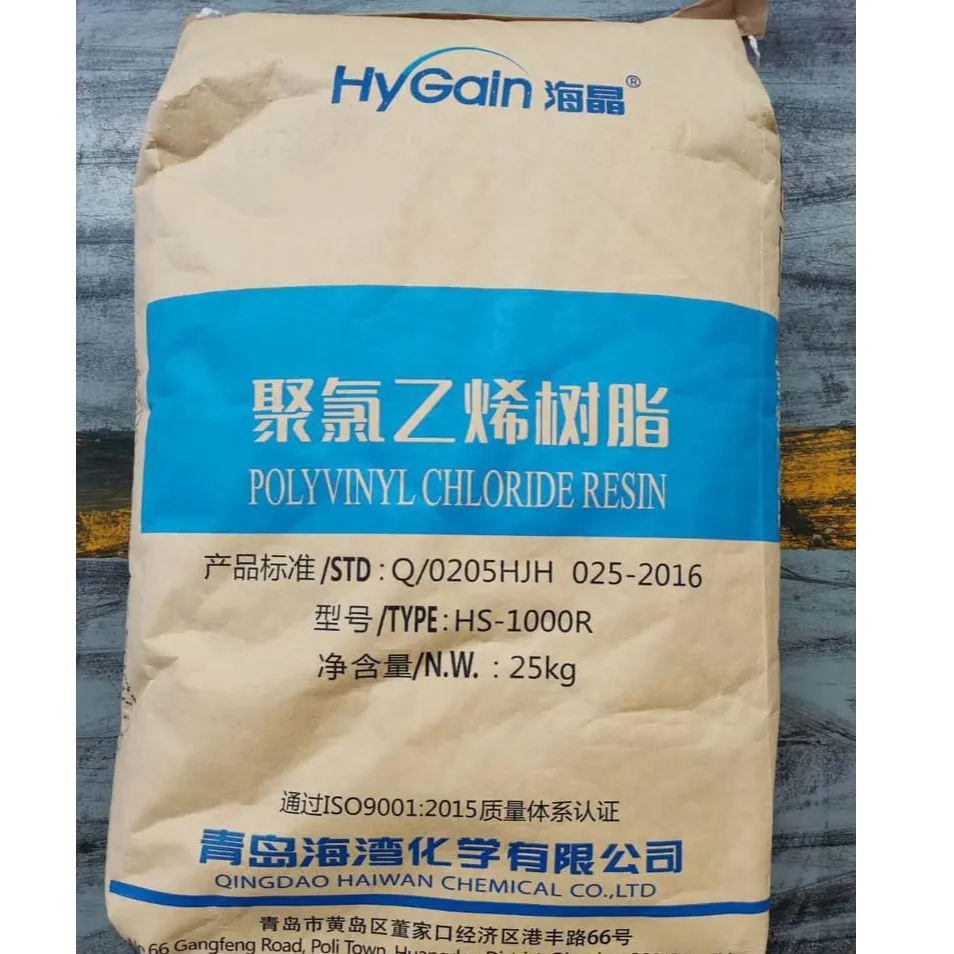 HyGain 海晶®
聚氯乙烯树脂
POLYVINYL CHLORIDE RESIN
产品标准/STD : Q/0205HJH 025-2016
型号/TYPE: HS-1000R
净含量/N.W. : 25kg
通过ISO9001:2015质量体系认证
青岛海湾化学有限公司
QINGDAO HAIWAN CHEMICAL CO.,LTD
青岛市黄岛区董家口经济区港丰路66号
No.66 Gangfeng Road, Poli Town, Huangdao District,